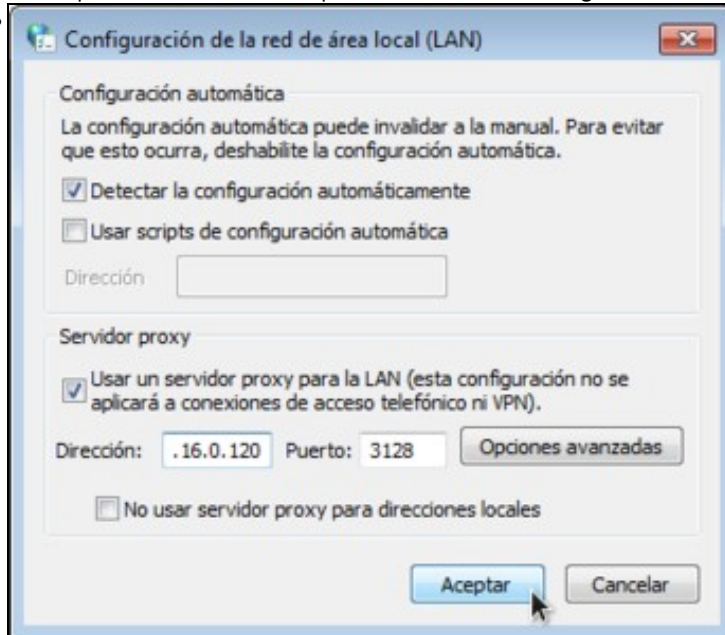 Configuración de la red de área local (LAN)
Configuración automática
La configuración automática puede invalidar a la manual. Para evitar
que esto ocurra, deshabilite la configuración automática.
Detectar la configuración automáticamente
Usar scripts de configuración automática
Dirección
Servidor proxy
Usar un servidor proxy para la LAN (esta configuración no se
aplicará a conexiones de acceso telefónico ni VPN).
Dirección: .16.0.120 Puerto: 3128 Opciones avanzadas
No usar servidor proxy para direcciones locales
Aceptar Cancelar